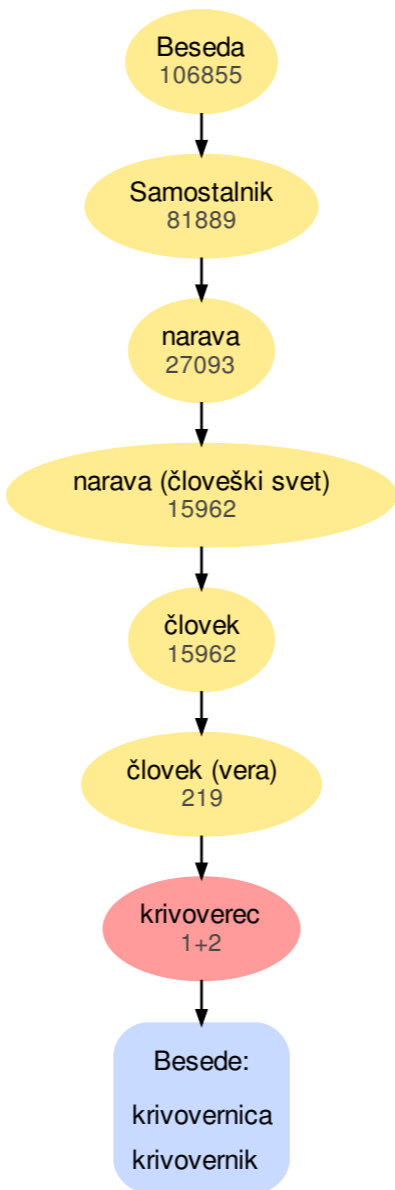 Beseda
106855
Samostalnik
81889
narava
27093
narava (človeški svet)
15962
človek
15962
človek (vera)
219
krivoverec
1+2
Besede:
krivovernica
krivovernik